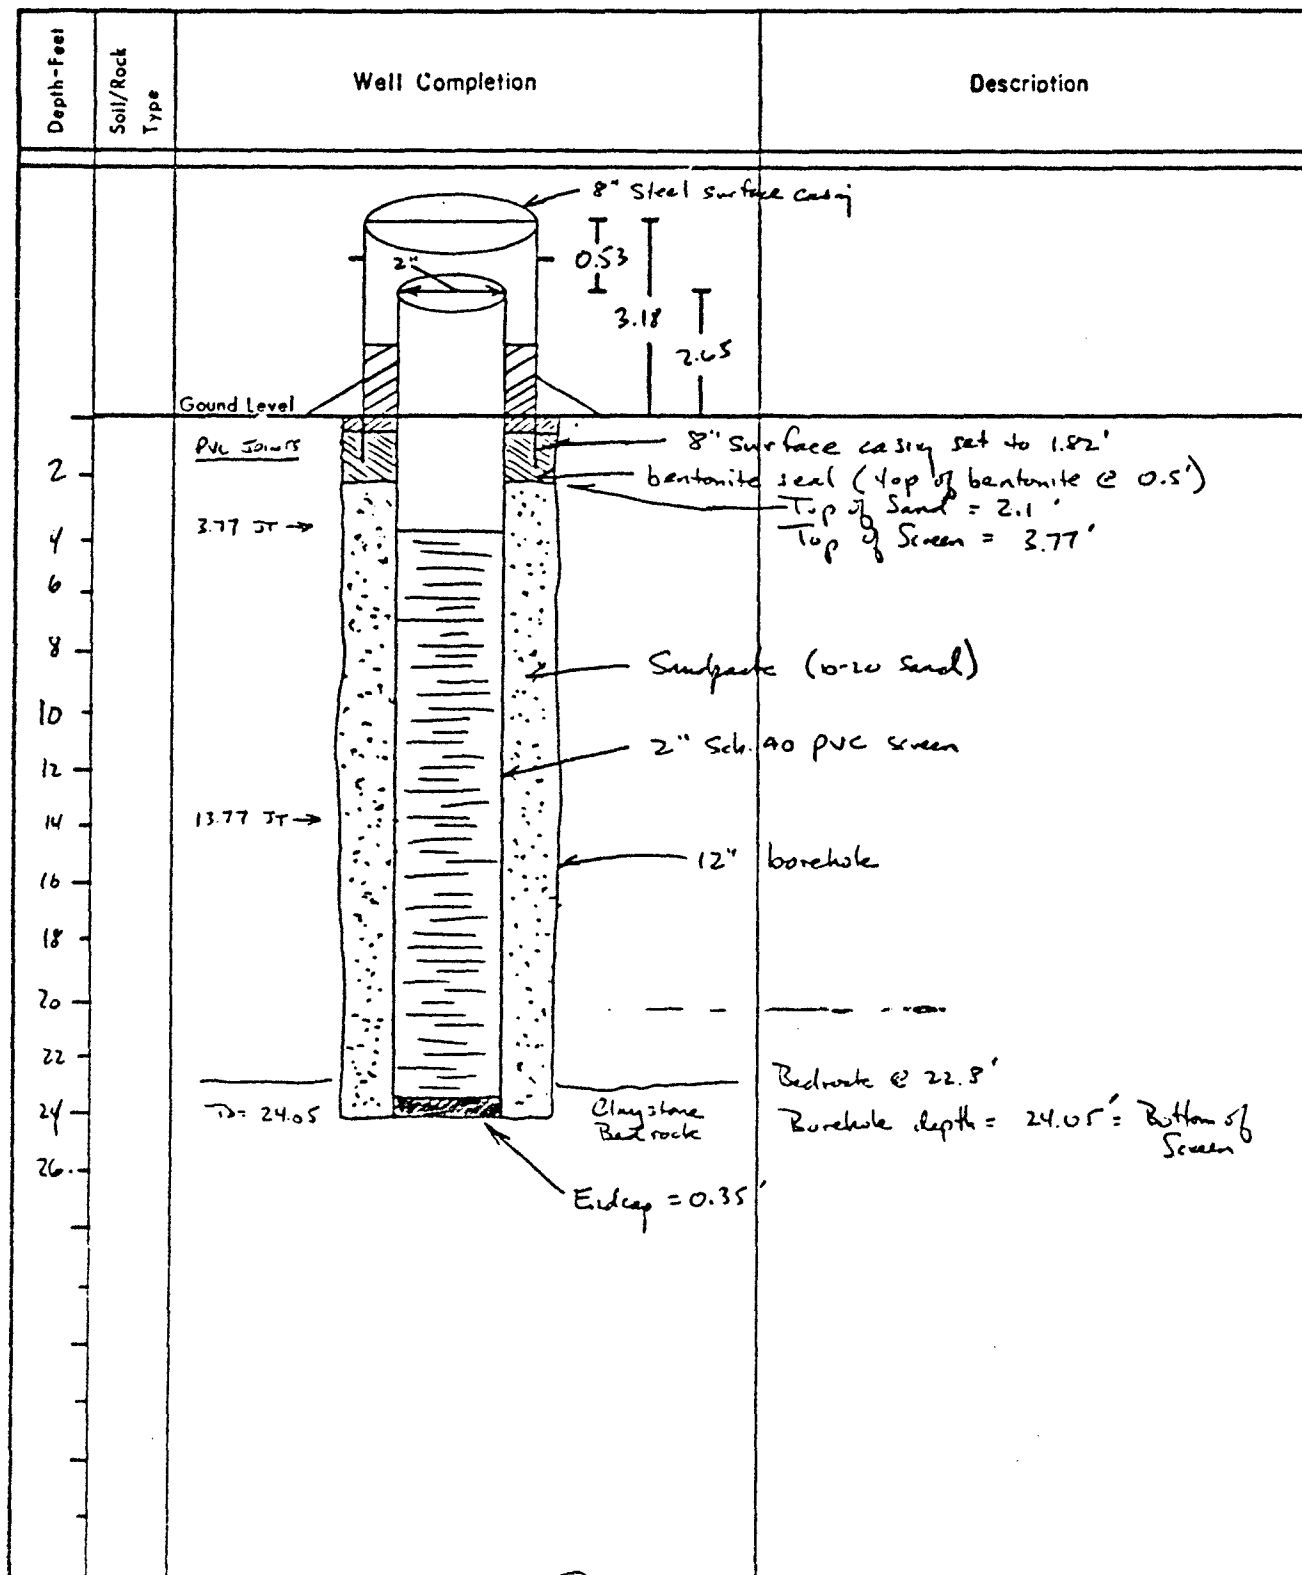 Depth-Feet
Soil/Rock Type
Well Completion
Description
8" Steel surface casing
0.53
2"
3.18
2.65
Gound Level
PVC JOINTS
8" surface casing set to 1.82'
2
bentonite seal (top of bentonite @ 0.5')
Top of Sand = 2.1'
3.77 JT →
Top of Screen = 3.77'
4
6
8
Sandpack (10-20 Sand)
10
2" Sch. 40 PVC screen
12
13.77 JT →
14
12" borehole
16
18
20
22
Bedrock @ 22.8'
TD= 24.05
24
Claystone
Bedrock
Borehole depth = 24.05' = Bottom of
Screen
26
Endcap = 0.35'